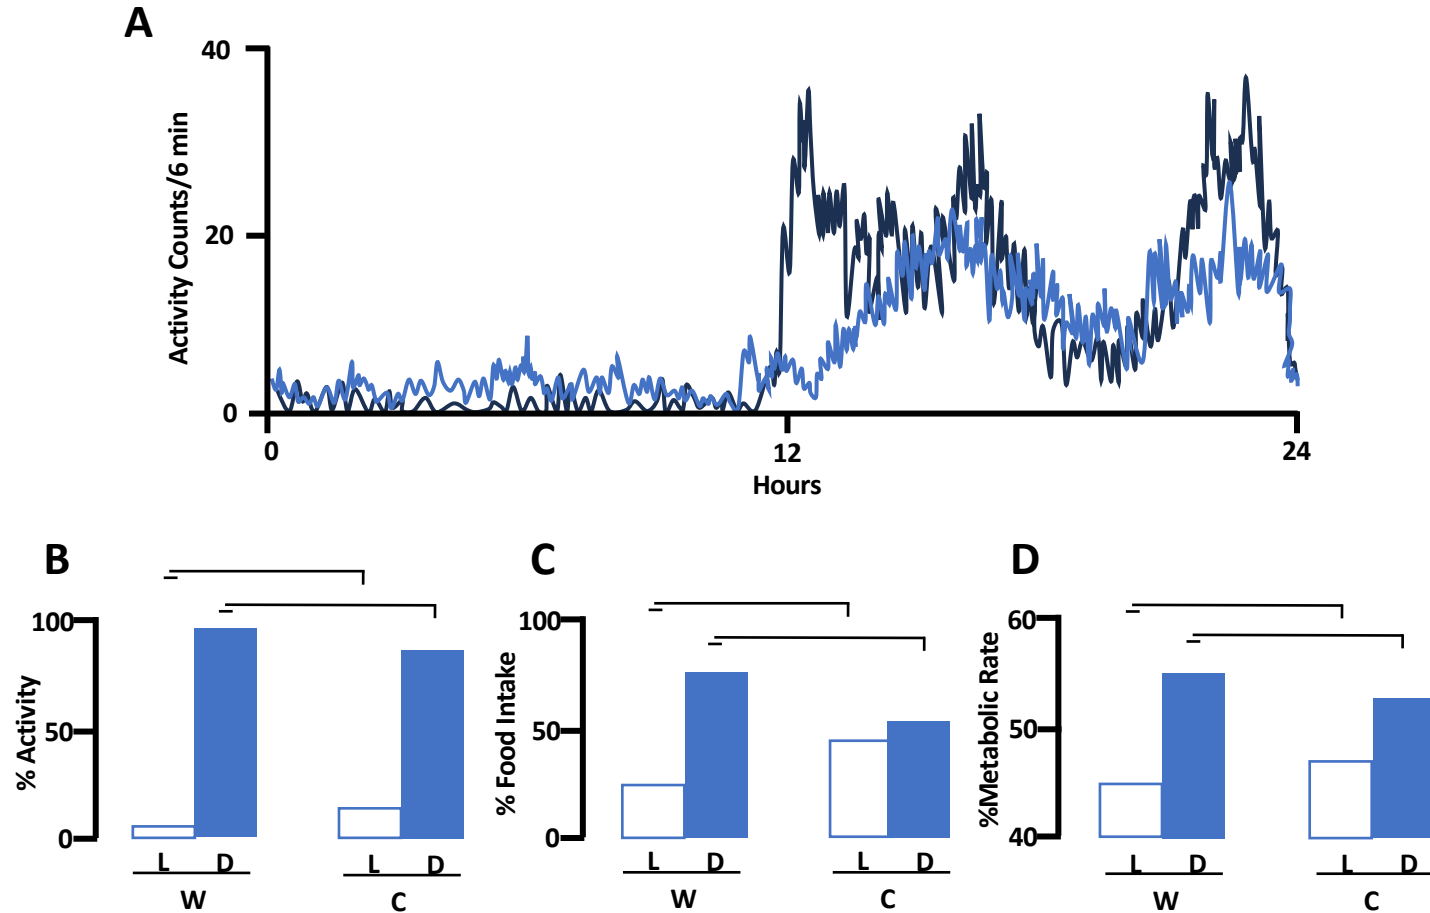 A
40
20
0
Activity Counts/6 min
0 12 24
Hours
B
100
50
0
% Activity
L D L D
W C
C
100
50
0
% Food Intake
L D L D
W C
D
60
50
40
%Metabolic Rate
L D L D
W C